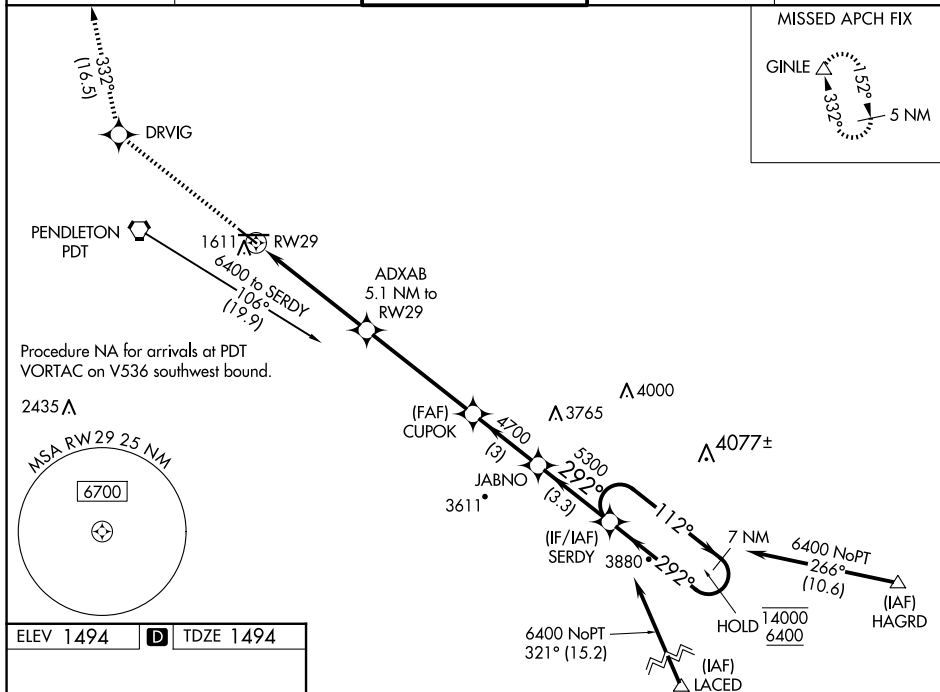 MISSED APCH FIX
GINLE
152°
332°
5 NM
332°
(16.5)
DRVIG
PENDLETON
PDT
1611
RW29
6400 to SERDY
106°
(19.9)
ADXAB
5.1 NM to
RW29
Procedure NA for arrivals at PDT
VORTAC on V536 southwest bound.
2435
MSA RW29 25 NM
6700
(FAF)
CUPOK
4700
(3)
3765
4000
4077±
JABNO
5300
292°
(3.3)
3611
(IF/IAF)
SERDY
3880
112°
292°
7 NM
HOLD
14000
6400
6400 NoPT
266°
(10.6)
(IAF)
HAGRD
6400 NoPT
321° (15.2)
(IAF)
LACED
ELEV 1494
D
TDZE 1494